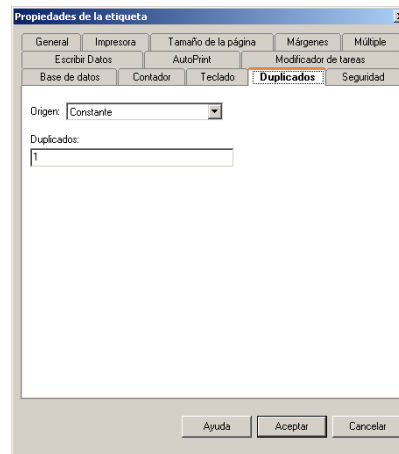 Propiedades de la etiqueta
General Impresora Tamaño de la página Márgenes Múltiple
Escribir Datos AutoPrint Modificador de tareas
Base de datos Contador Teclado Duplicados Seguridad
Origen: Constante
Duplicados:
1
Ayuda Aceptar Cancelar